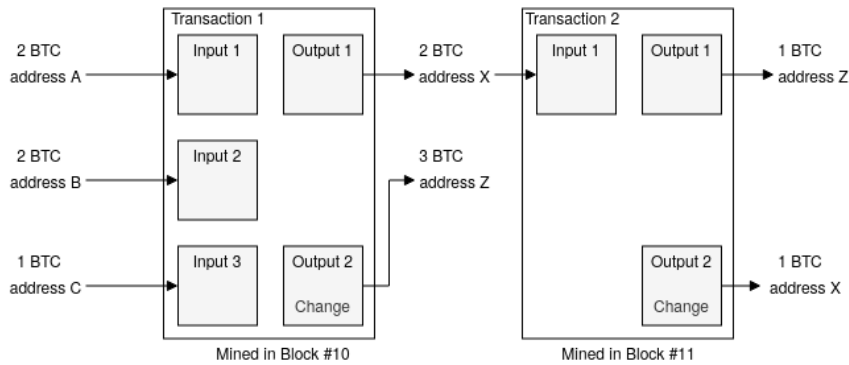 Transaction 1
2 BTC
address A
Input 1
Output 1
2 BTC
address X
2 BTC
address B
Input 2
3 BTC
address Z
1 BTC
address C
Input 3
Output 2
Change
Mined in Block #10
Transaction 2
Input 1
Output 1
1 BTC
address Z
Output 2
Change
1 BTC
address X
Mined in Block #11